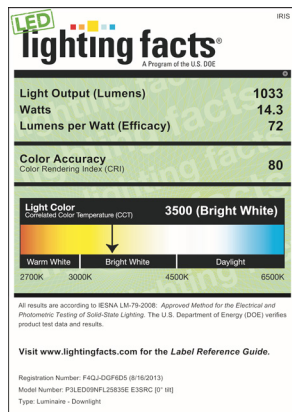 IRIS
LED
lighting facts®
A Program of the U.S. DOE
Light Output (Lumens) 1033
Watts 14.3
Lumens per Watt (Efficacy) 72
Color Accuracy
Color Rendering Index (CRI) 80
Light Color
Correlated Color Temperature (CCT) 3500 (Bright White)
Warm White Bright White Daylight
2700K 3000K 4500K 6500K
All results are according to IESNA LM-79-2008: Approved Method for the Electrical and
Photometric Testing of Solid-State Lighting. The U.S. Department of Energy (DOE) verifies
product test data and results.
Visit www.lightingfacts.com for the Label Reference Guide.
Registration Number: F4QJ-DGF6D5 (8/16/2013)
Model Number: P3LED09NFL25835E E3SRC [0" tilt]
Type: Luminaire - Downlight